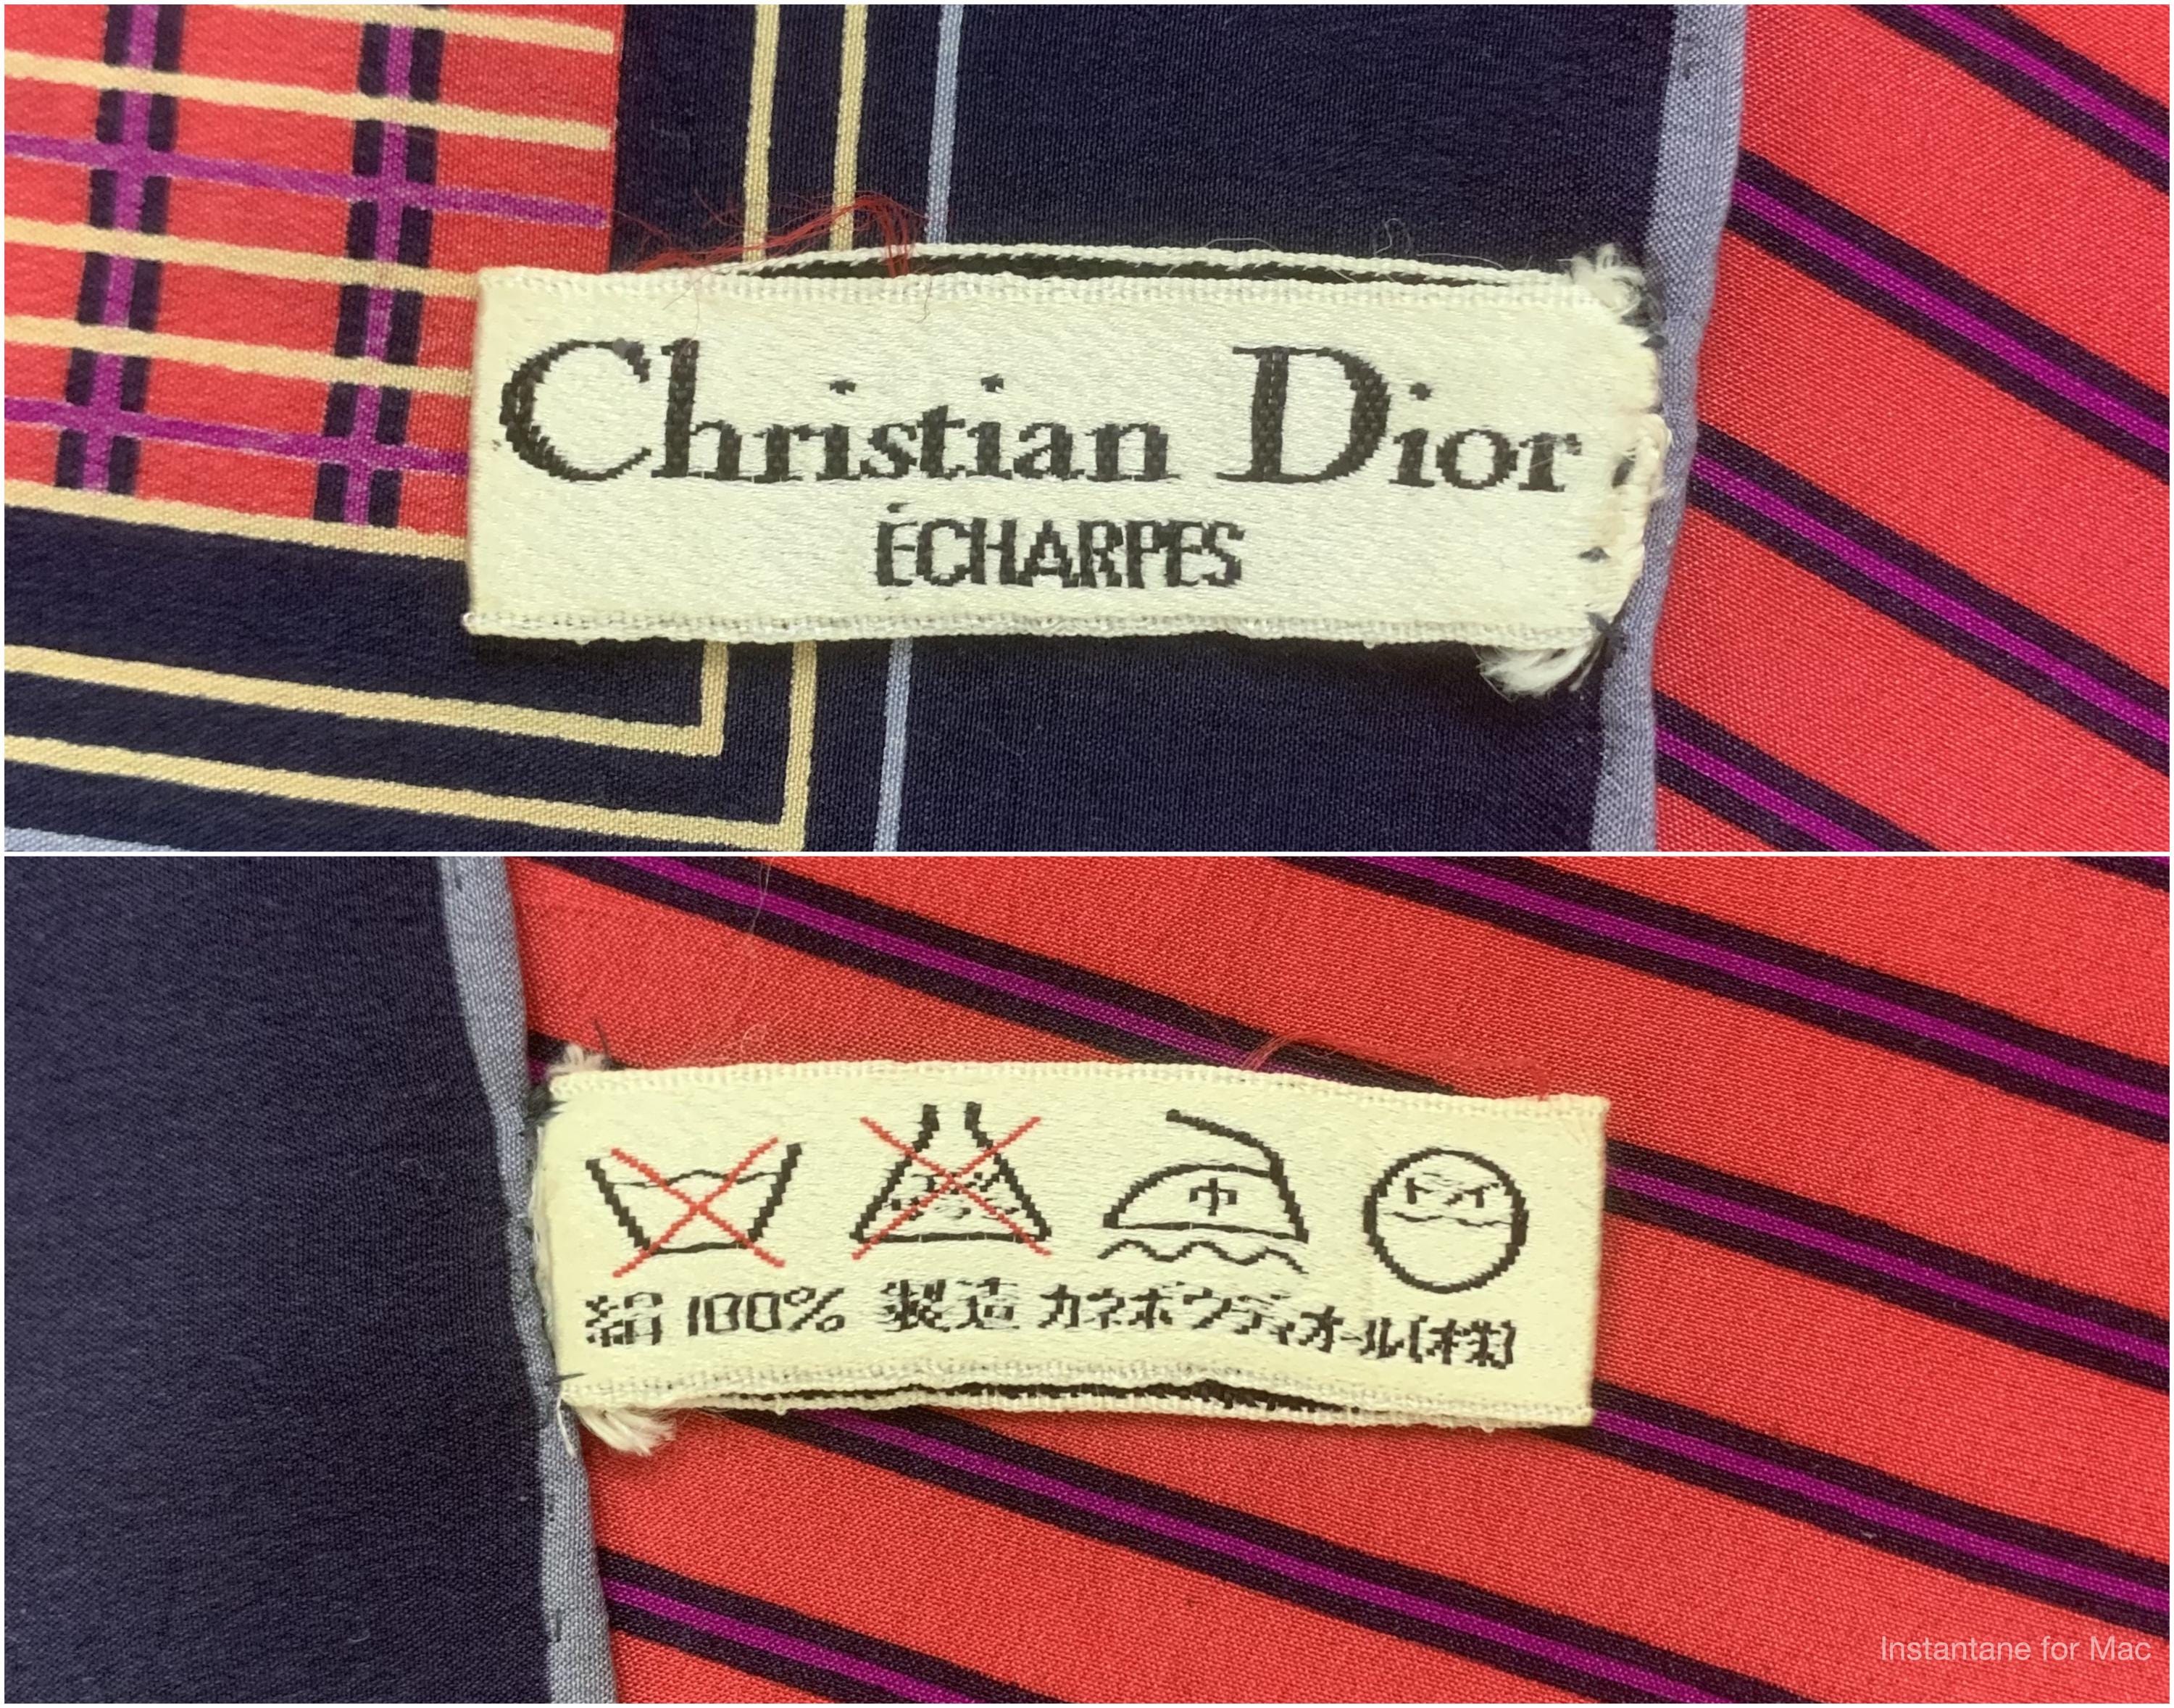 Christian Dior
ÉCHARPES
中
ドライ
絹 100% 製造 カネボウディオール(株)
Instantane for Mac